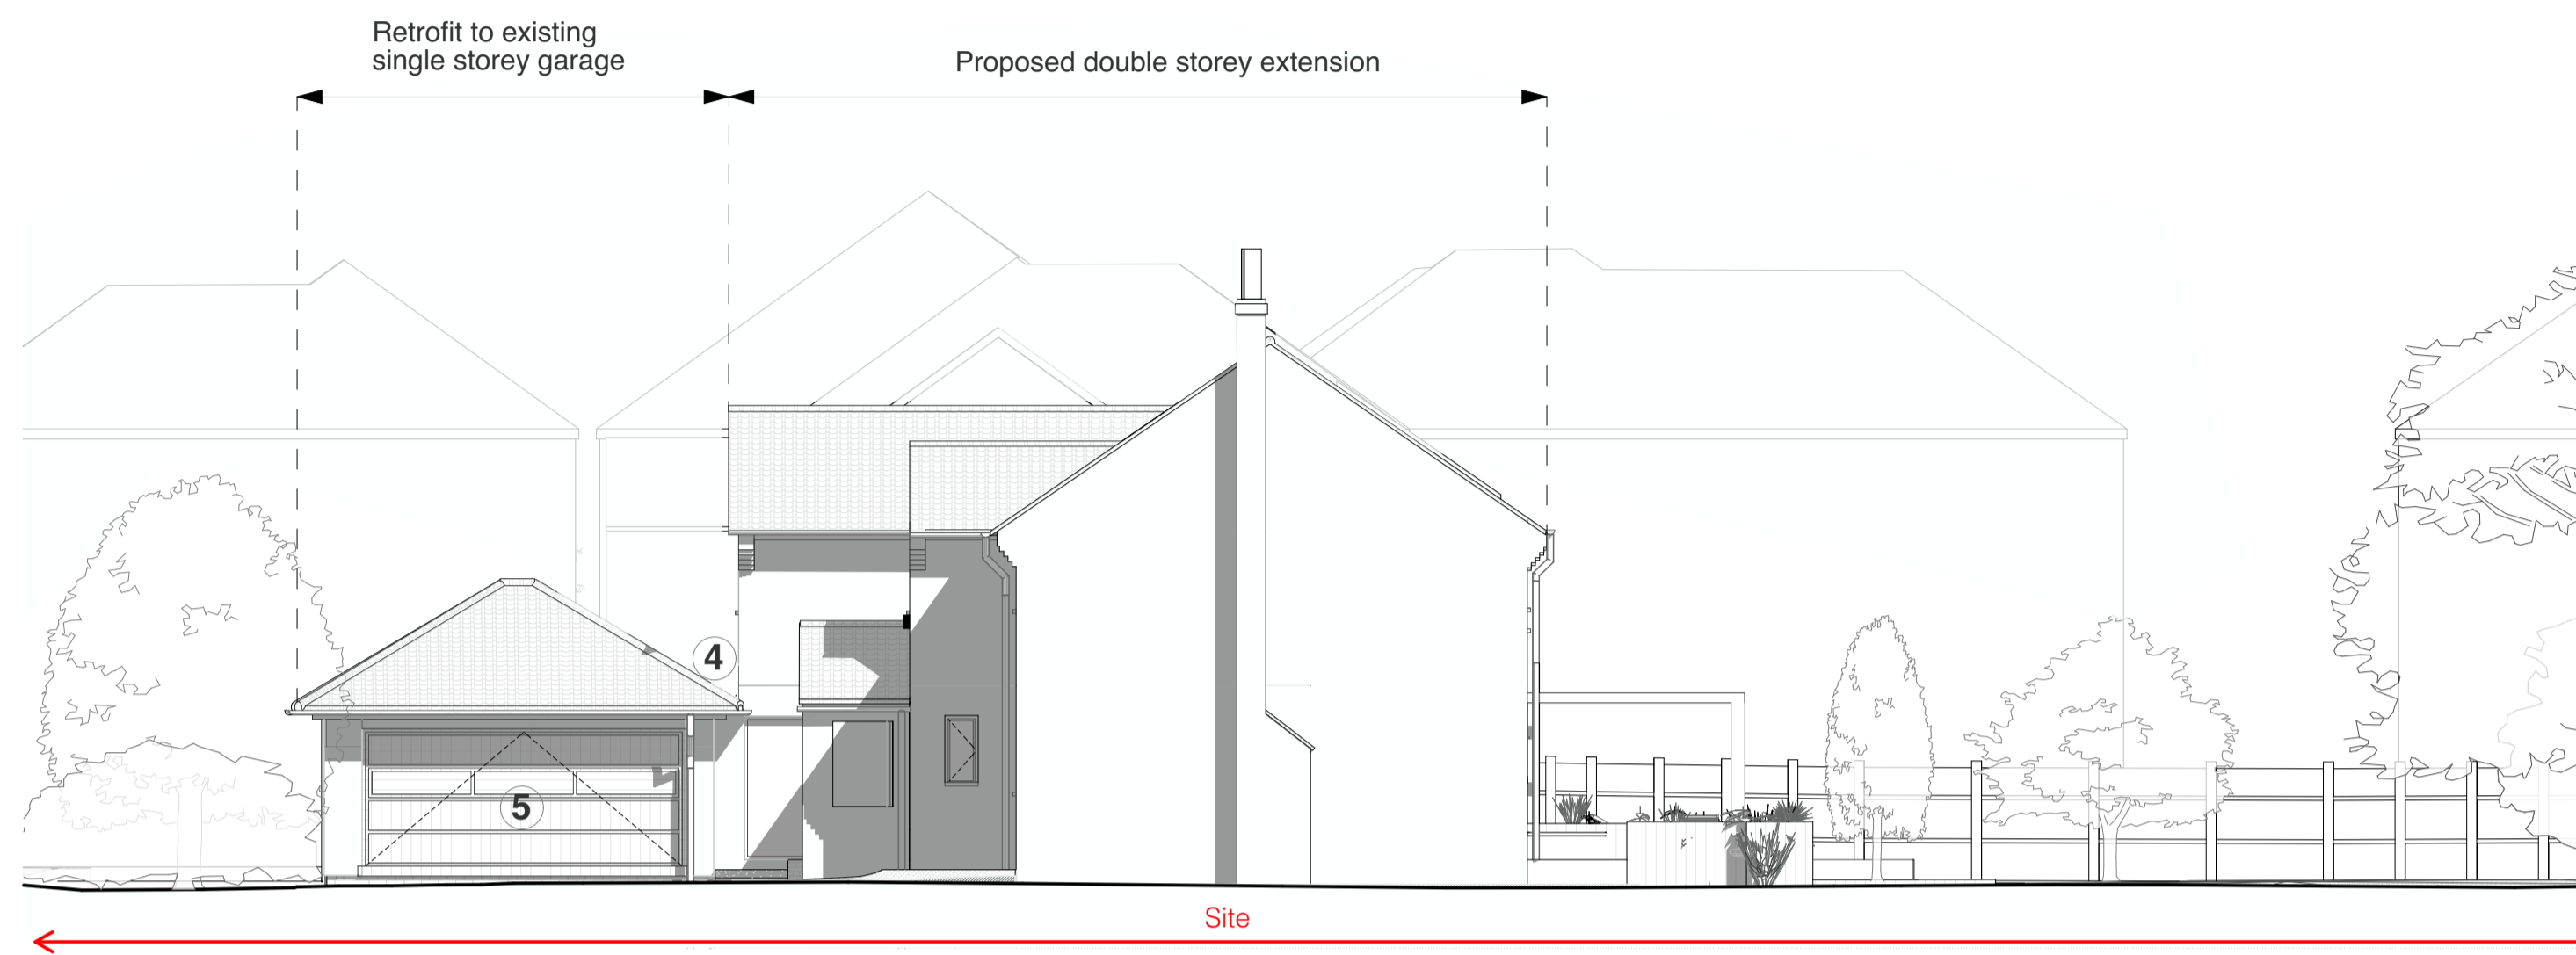 Retrofit to existing
single storey garage
Proposed double storey extension
4
5
Site